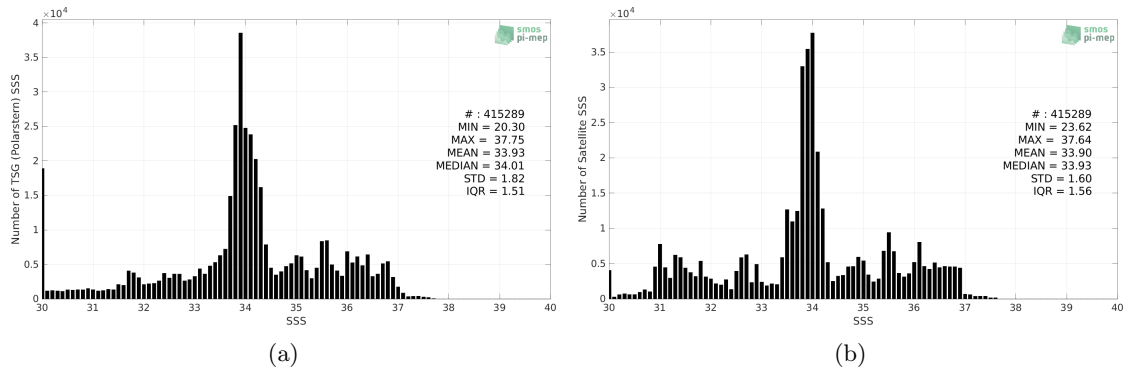 ×10⁴
4
3.5
3
2.5
2
1.5
1
0.5
0
Number of TSG (Polarstern) SSS
30 31 32 33 34 35 36 37 38 39 40
SSS
smos
pi-mep
# : 415289
MIN = 20.30
MAX = 37.75
MEAN = 33.93
MEDIAN = 34.01
STD = 1.82
IQR = 1.51
(a)
×10⁴
3.5
3
2.5
2
1.5
1
0.5
0
Number of Satellite SSS
30 31 32 33 34 35 36 37 38 39 40
SSS
smos
pi-mep
# : 415289
MIN = 23.62
MAX = 37.64
MEAN = 33.90
MEDIAN = 33.93
STD = 1.60
IQR = 1.56
(b)